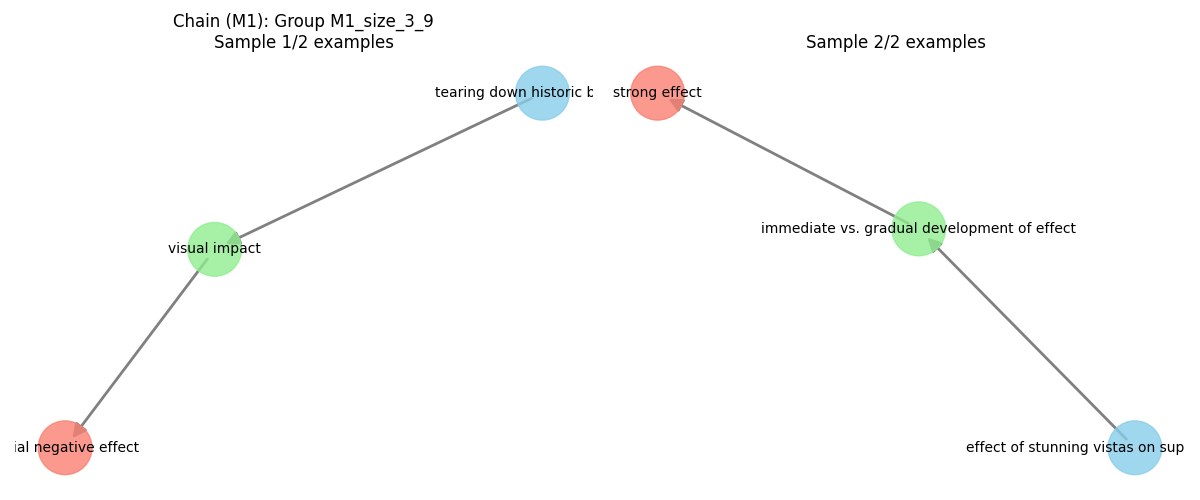 Chain (M1): Group M1_size_3_9
Sample 1/2 examples
Sample 2/2 examples
tearing down historic b
strong effect
immediate vs. gradual development of effect
visual impact
ial negative effect
effect of stunning vistas on sup